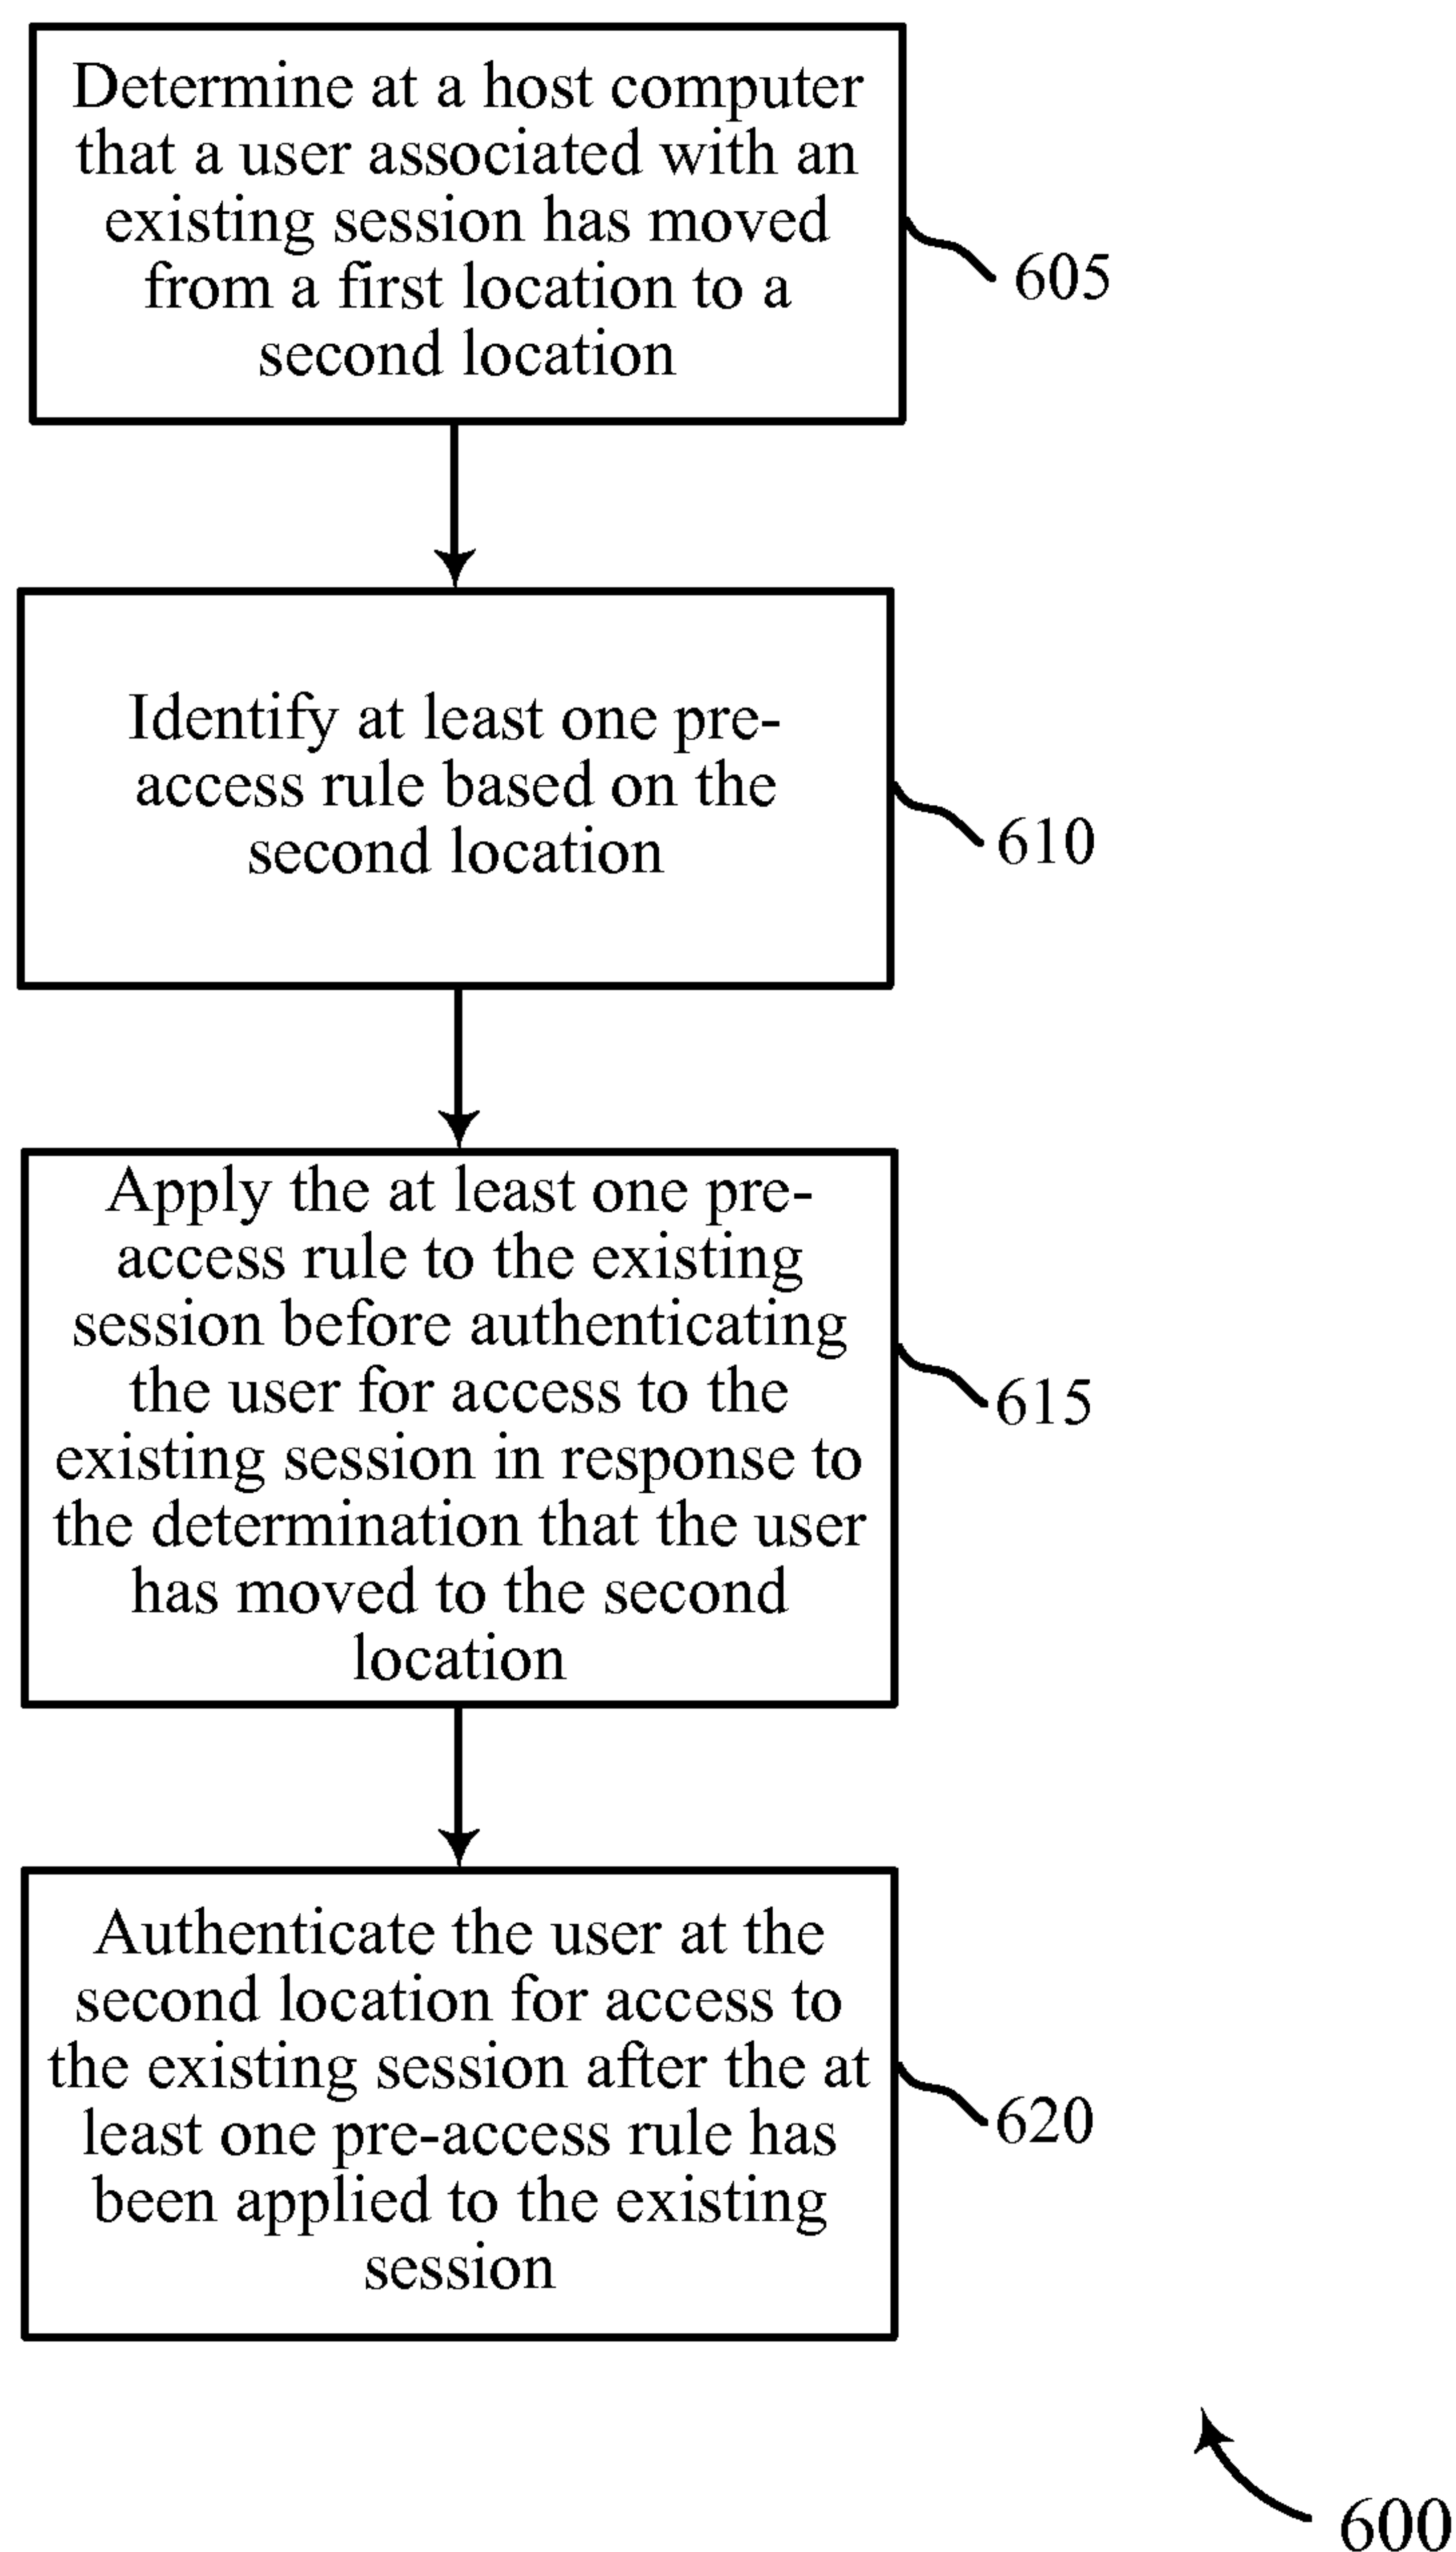 Determine at a host computer
that a user associated with an
existing session has moved
from a first location to a
second location
605
Identify at least one pre-
access rule based on the
second location
610
Apply the at least one pre-
access rule to the existing
session before authenticating
the user for access to the
existing session in response to
the determination that the user
has moved to the second
location
615
Authenticate the user at the
second location for access to
the existing session after the at
least one pre-access rule has
been applied to the existing
session
620
600